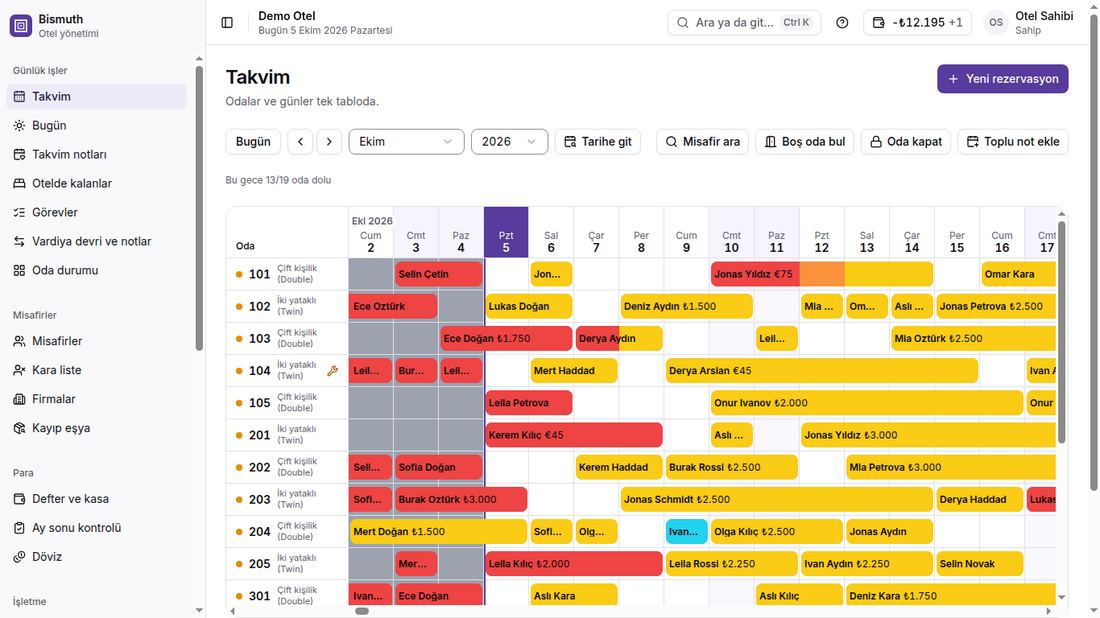 Bismuth
Otel yönetimi
Günlük işler
Takvim
Bugün
Takvim notları
Otelde kalanlar
Görevler
Vardiya devri ve notlar
Oda durumu
Misafirler
Misafirler
Kara liste
Firmalar
Kayıp eşya
Para
Defter ve kasa
Ay sonu kontrolü
Döviz
İşletme
Demo Otel
Bugün 5 Ekim 2026 Pazartesi
Ara ya da git... Ctrl K
-₺12.195 +1
OS
Otel Sahibi
Sahip
Takvim
Odalar ve günler tek tabloda.
Yeni rezervasyon
Bugün Ekim 2026 Tarihe git Misafir ara Boş oda bul Oda kapat Toplu not ekle
Bu gece 13/19 oda dolu
Eki 2026
Oda Cum 2 Cmt 3 Paz 4 Pzt 5 Sal 6 Çar 7 Per 8 Cum 9 Cmt 10 Paz 11 Pzt 12 Sal 13 Çar 14 Per 15 Cum 16 Cmt 17
101 Çift kişilik (Double) Selin Çetin Jon... Jonas Yıldız €75 Omar Kara
102 İki yataklı (Twin) Ece Öztürk Lukas Doğan Deniz Aydın ₺1.500 Mia ... Om... Aslı ... Jonas Petrova ₺2.500
103 Çift kişilik (Double) Ece Doğan ₺1.750 Derya Aydın Leil... Mia Öztürk ₺2.500
104 İki yataklı (Twin) Leil... Bur... Leil... Mert Haddad Derya Arslan €45 Ivan
105 Çift kişilik (Double) Leila Petrova Onur Ivanov ₺2.000 Onur
201 İki yataklı (Twin) Kerem Kılıç €45 Aslı ... Jonas Yıldız ₺3.000
202 Çift kişilik (Double) Seli... Sofia Doğan Kerem Haddad Burak Rossi ₺2.500 Mia Petrova ₺3.000
203 İki yataklı (Twin) Sofi... Burak Öztürk ₺3.000 Jonas Schmidt ₺2.500 Derya Haddad Lukas
204 Çift kişilik (Double) Mert Doğan ₺1.500 Sofi... Olg... Ivan... Olga Kılıç ₺2.500 Jonas Aydın
205 İki yataklı (Twin) Mer... Leila Kılıç ₺2.000 Leila Rossi ₺2.250 Ivan Aydın ₺2.250 Selin Novak
301 Çift kişilik (Double) Ivan... Ece Doğan Aslı Kara Aslı Kılıç Deniz Kara ₺1.750